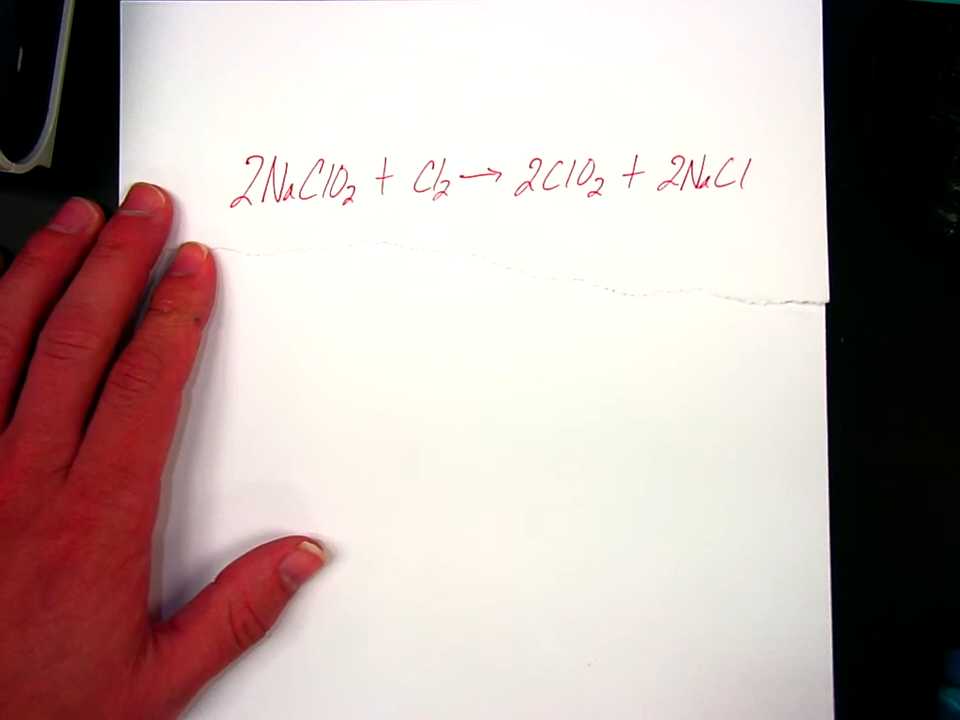 2NaClO₂ + Cl₂ → 2ClO₂ + 2NaCl